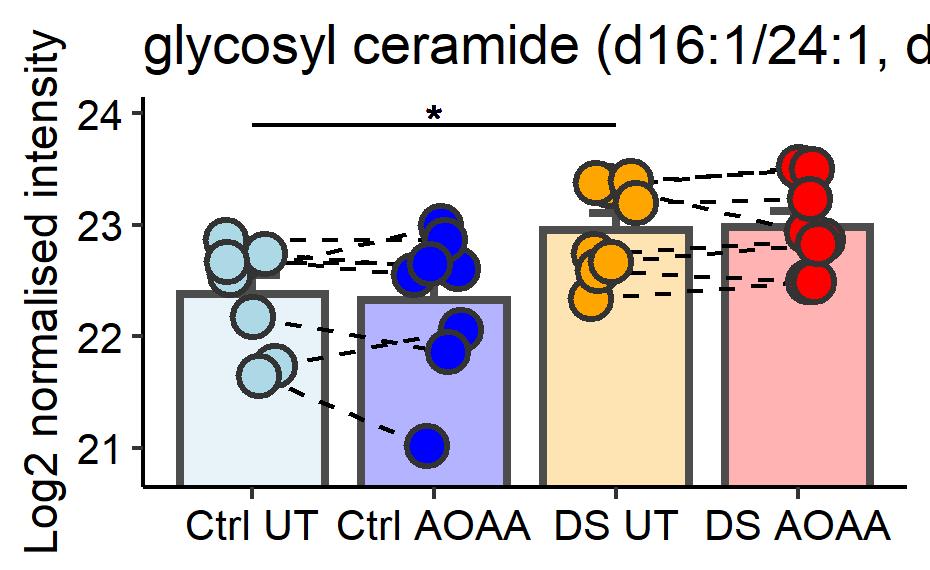 glycosyl ceramide (d16:1/24:1, d
Log2 normalised intensity
24
*
23
22
21
Ctrl UT Ctrl AOAA DS UT DS AOAA